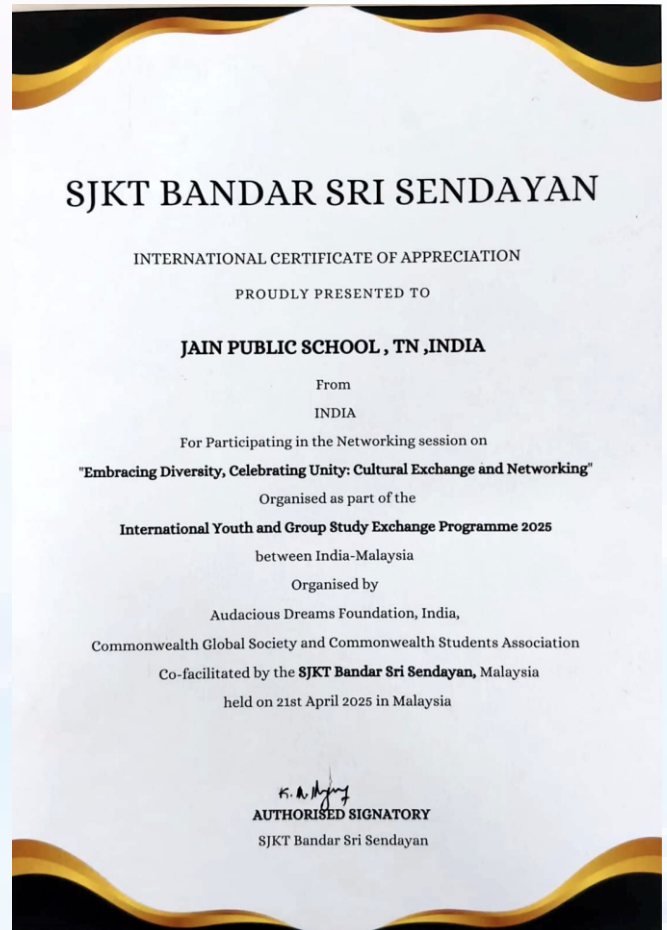 SJKT BANDAR SRI SENDAYAN
INTERNATIONAL CERTIFICATE OF APPRECIATION
PROUDLY PRESENTED TO
JAIN PUBLIC SCHOOL , TN ,INDIA
From
INDIA
For Participating in the Networking session on
"Embracing Diversity, Celebrating Unity: Cultural Exchange and Networking"
Organised as part of the
International Youth and Group Study Exchange Programme 2025
between India-Malaysia
Organised by
Audacious Dreams Foundation, India,
Commonwealth Global Society and Commonwealth Students Association
Co-facilitated by the SJKT Bandar Sri Sendayan, Malaysia
held on 21st April 2025 in Malaysia
AUTHORISED SIGNATORY
SJKT Bandar Sri Sendayan